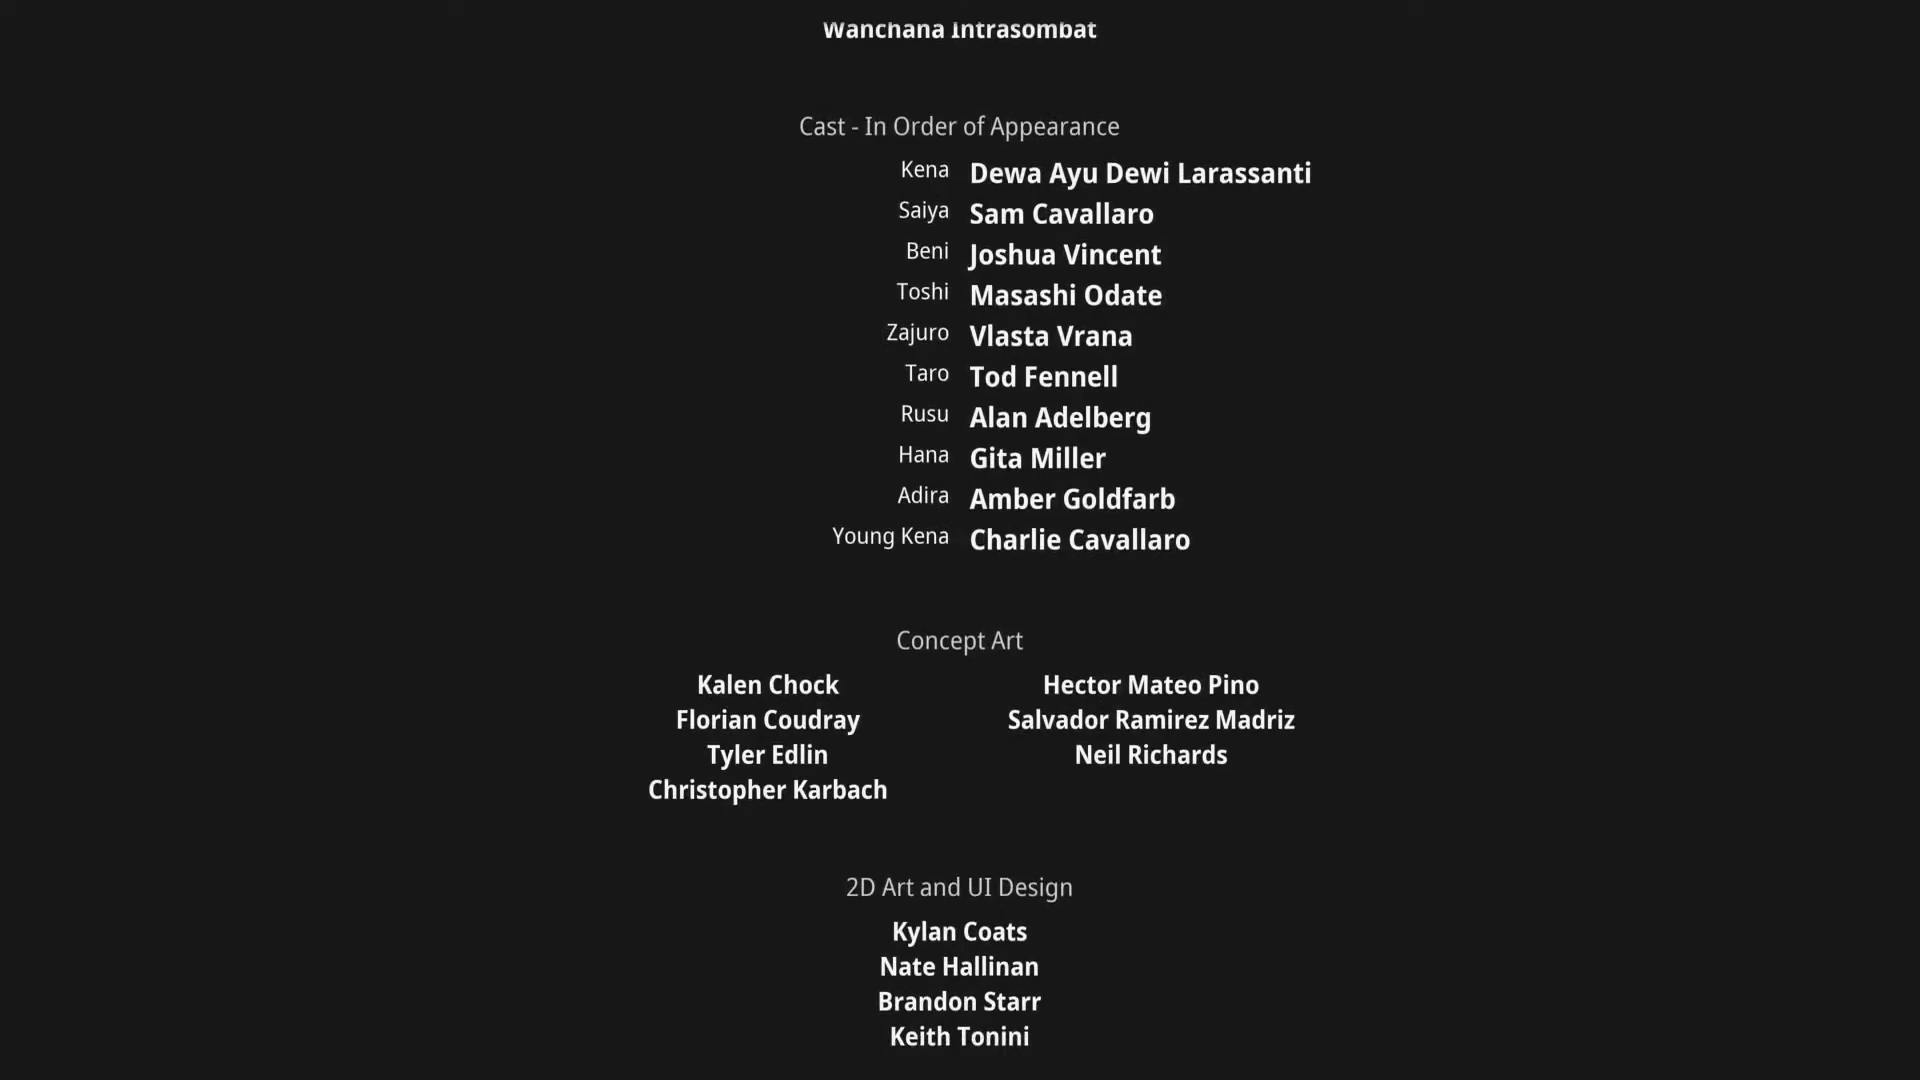 Wanchana Intrasombat
Cast - In Order of Appearance
Kena Dewa Ayu Dewi Larassanti
Saiya Sam Cavallaro
Beni Joshua Vincent
Toshi Masashi Odate
Zajuro Vlasta Vrana
Taro Tod Fennell
Rusu Alan Adelberg
Hana Gita Miller
Adira Amber Goldfarb
Young Kena Charlie Cavallaro
Concept Art
Kalen Chock
Florian Coudray
Tyler Edlin
Christopher Karbach
Hector Mateo Pino
Salvador Ramirez Madriz
Neil Richards
2D Art and UI Design
Kylan Coats
Nate Hallinan
Brandon Starr
Keith Tonini